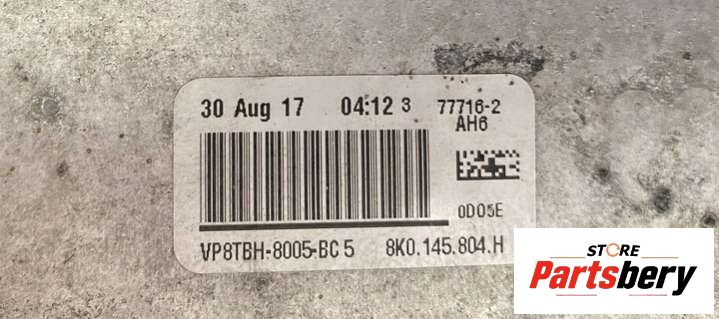 30 Aug 17 04:12 3 77716-2
AH6
0D05E
VP8TBH-8005-BC 5 8K0.145.804.H
STORE
Partsbery